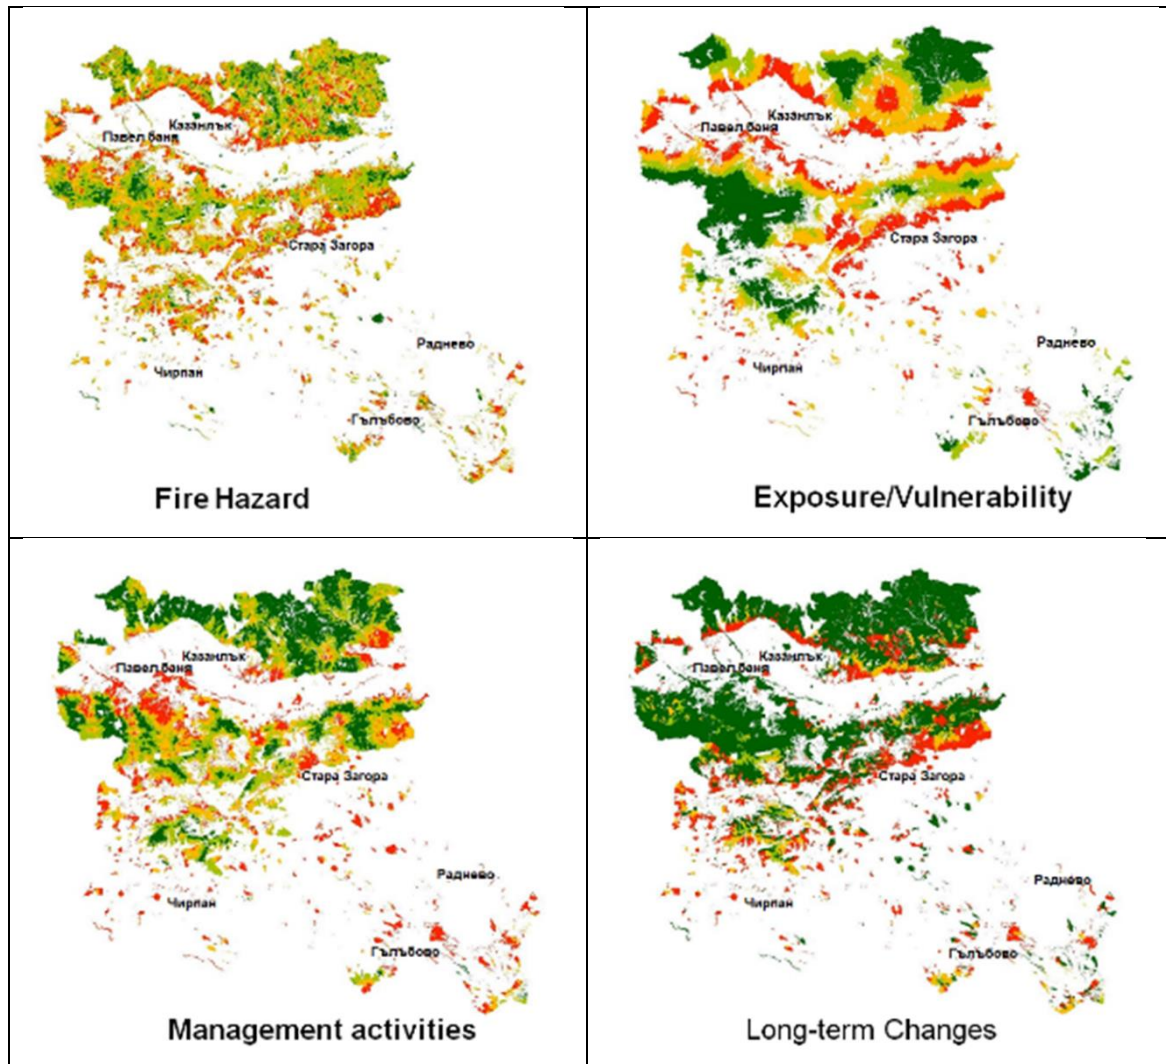 Казанлък
Павел баня
Стара Загора
Раднево
Чирпан
Гълъбово
Fire Hazard
Казанлък
Павел баня
Стара Загора
Раднево
Чирпан
Гълъбово
Exposure/Vulnerability
Казанлък
Павел баня
Стара Загора
Раднево
Чирпан
Гълъбово
Management activities
Казанлък
Павел баня
Стара Загора
Раднево
Чирпан
Гълъбово
Long-term Changes